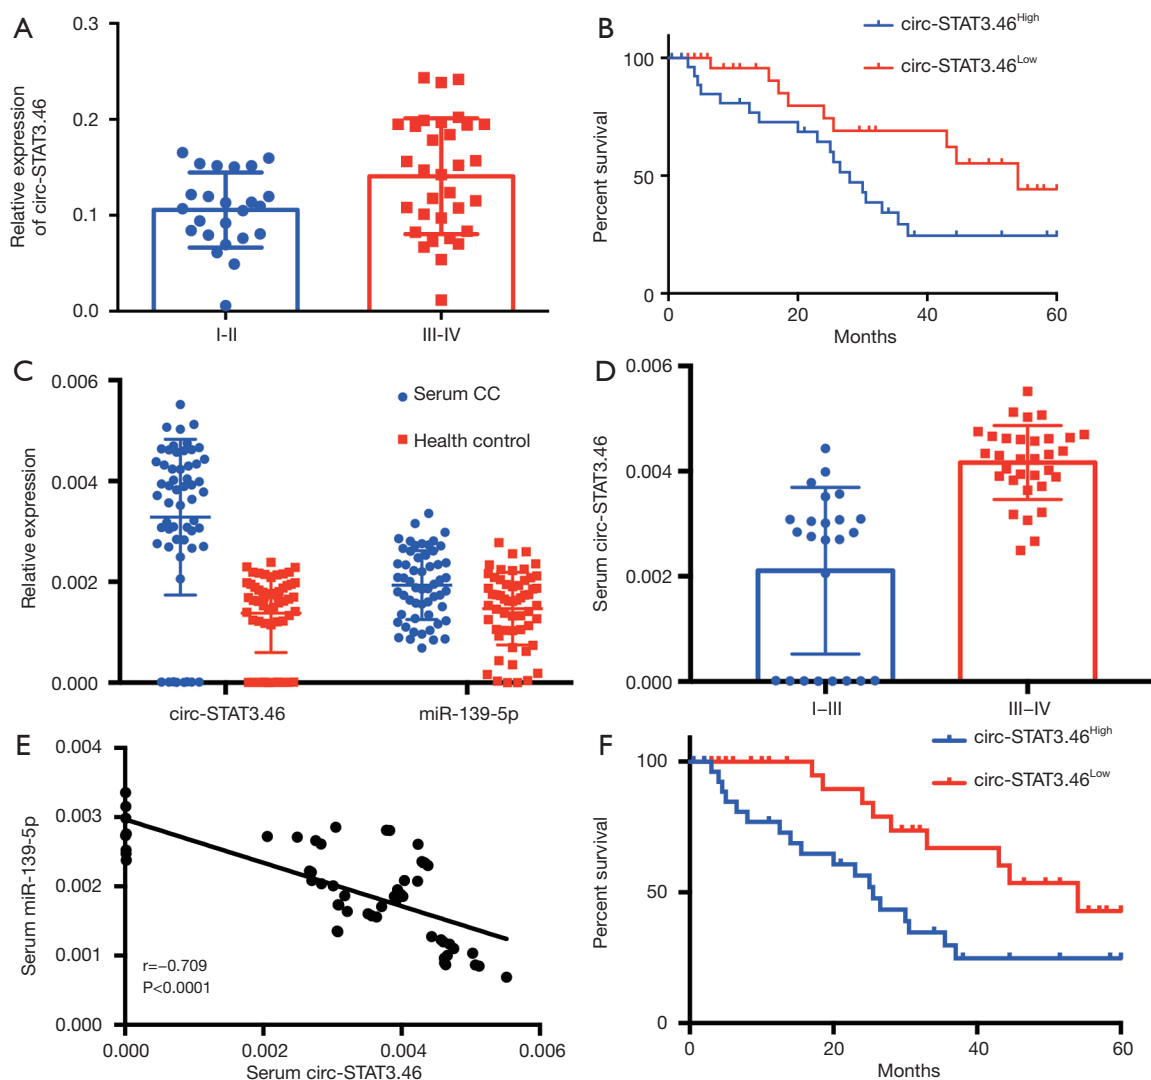 A
Relative expression
of circ-STAT3.46
0.3
0.2
0.1
0.0
I-II
III-IV
B
circ-STAT3.46High
circ-STAT3.46Low
Percent survival
100
50
0
0
20
40
60
Months
C
Relative expression
0.006
0.004
0.002
0.000
Serum CC
Health control
circ-STAT3.46
miR-139-5p
D
Serum circ-STAT3.46
0.006
0.004
0.002
0.000
I–III
III–IV
E
Serum miR-139-5p
0.004
0.003
0.002
0.001
0.000
r=−0.709
P<0.0001
0.000
0.002
0.004
0.006
Serum circ-STAT3.46
F
circ-STAT3.46High
circ-STAT3.46Low
Percent survival
100
50
0
0
20
40
60
Months